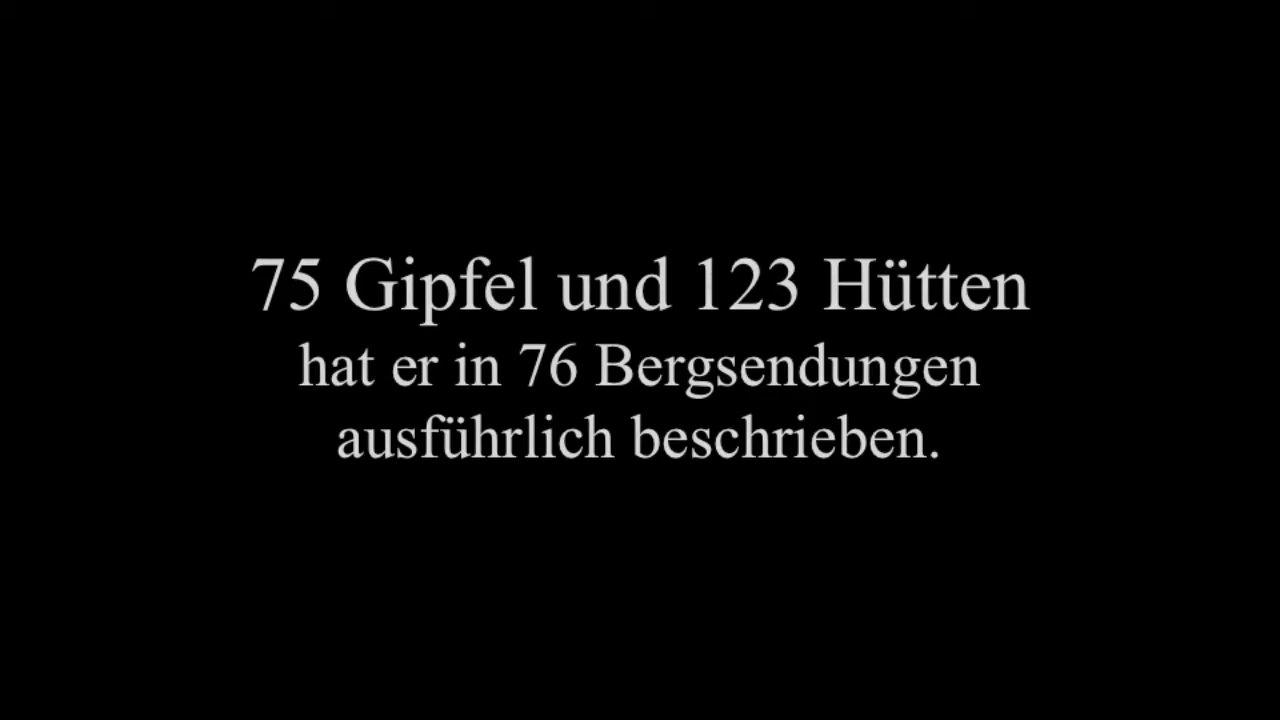 75 Gipfel und 123 Hütten
hat er in 76 Bergsendungen
ausführlich beschrieben.